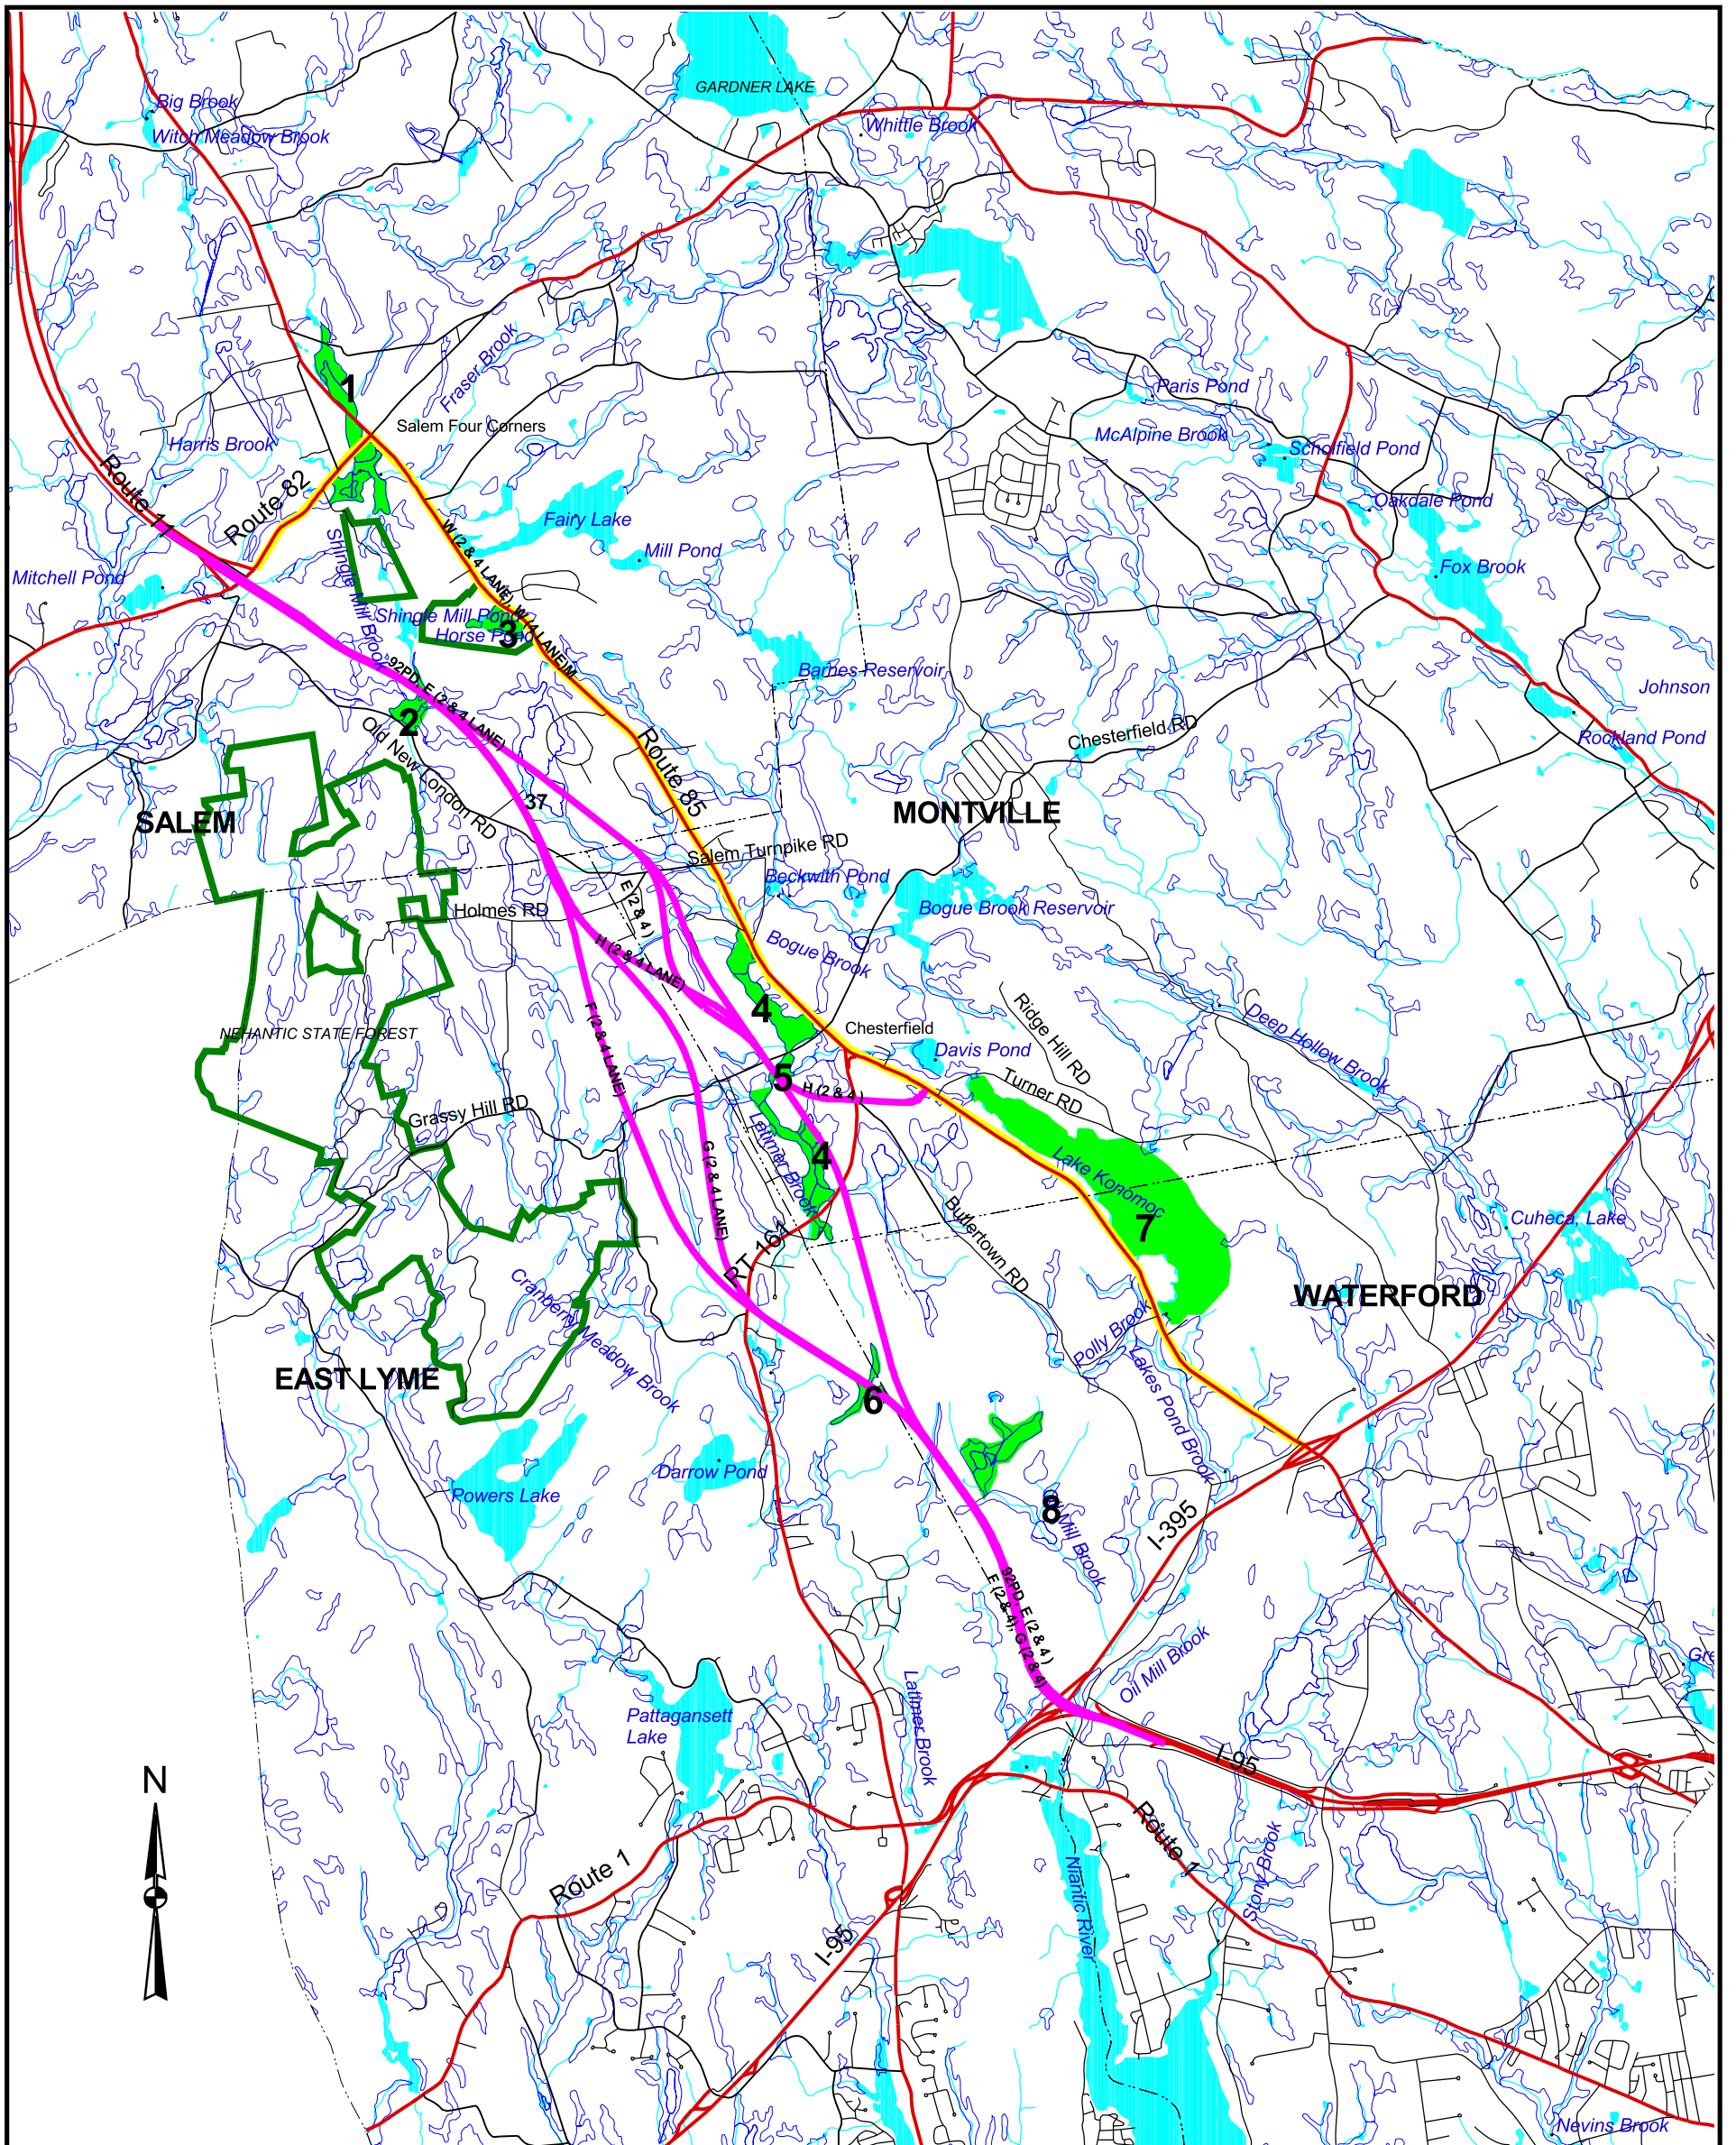 GARDNER LAKE
Big Brook
Witch Meadow Brook
Whittle Brook
Fraser Brook
1
Paris Pond
Salem Four Corners
McAlpine Brook
Harris Brook
Scholfield Pond
Route 11
Route 82
Oakdale Pond
Fairy Lake
W (2 & 4 LANE), W (4 LANE)M
Mill Pond
Fox Brook
Mitchell Pond
Shingle Mill Brook
Shingle Mill Pond
Horse Pond
3
Barnes Reservoir
Johnson
92PD, E (2 & 4 LANE)
2
Old New London RD
Chesterfield RD
Rockland Pond
Route 85
37
SALEM
MONTVILLE
Salem Turnpike RD
Beckwith Pond
E (2 & 4 )
Holmes RD
Bogue Brook Reservoir
H (2 & 4 LANE)
Bogue Brook
4
Ridge Hill RD
Deep Hollow Brook
NEHANTIC STATE FOREST
Chesterfield
F (2 & 4 LANE)
Davis Pond
5
H (2 & 4 )
Turner RD
Grassy Hill RD
Latimer Brook
4
G (2 & 4 LANE)
Lake Konomoc
7
Cuheca, Lake
Butlertown RD
RT. 161
Cranberry Meadow Brook
WATERFORD
Polly Brook
Lakes Pond Brook
EAST LYME
6
Darrow Pond
Powers Lake
8
Oil Mill Brook
I-395
92PD, E (2 & 4 )
E (2 & 4), G (2 & 4)
Oil Mill Brook
Gre
Latimer Brook
Pattagansett
Lake
I-95
N
Route 1
Route 1
Stony Brook
Niantic River
I-95
Nevins Brook